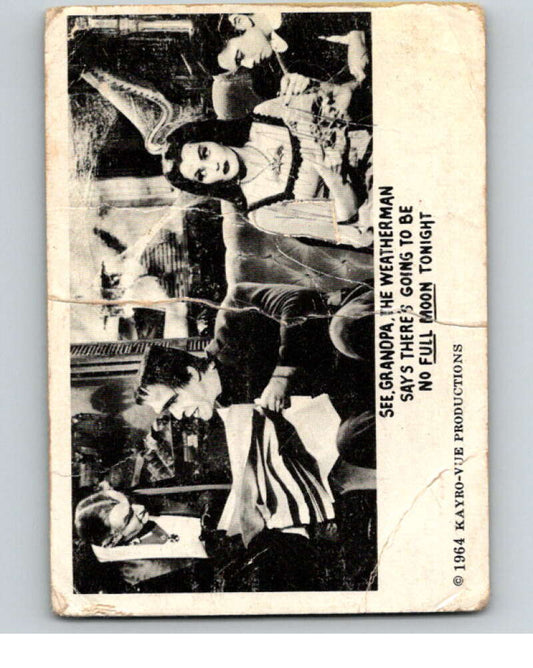 SEE, GRANDPA, THE WEATHERMAN
SAYS THERE'S GOING TO BE
NO FULL MOON TONIGHT
© 1964 KAYRO-VUE PRODUCTIONS